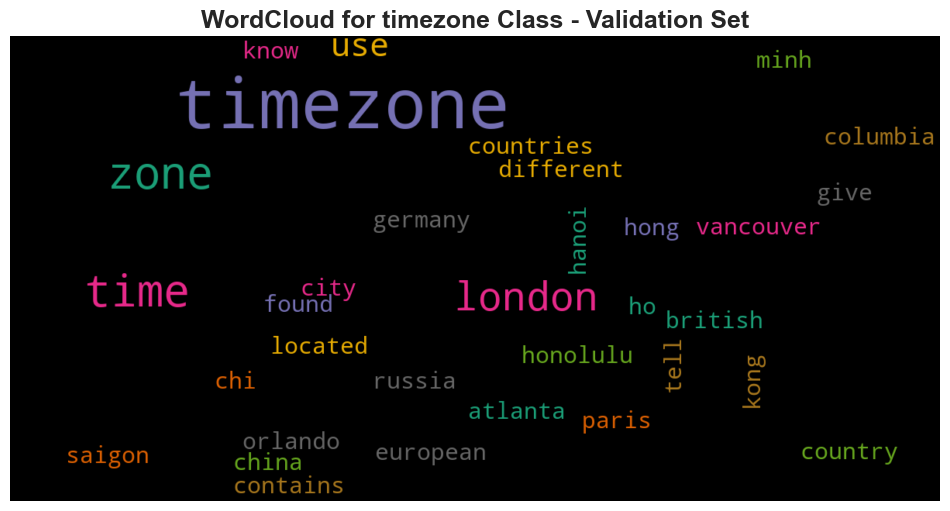 WordCloud for timezone Class - Validation Set
know
use
minh
timezone
columbia
countries
different
zone
give
germany
hanoi
hong
vancouver
time
city
found
london
ho
british
located
honolulu
tell
kong
chi
russia
atlanta
paris
saigon
orlando
china
european
country
contains